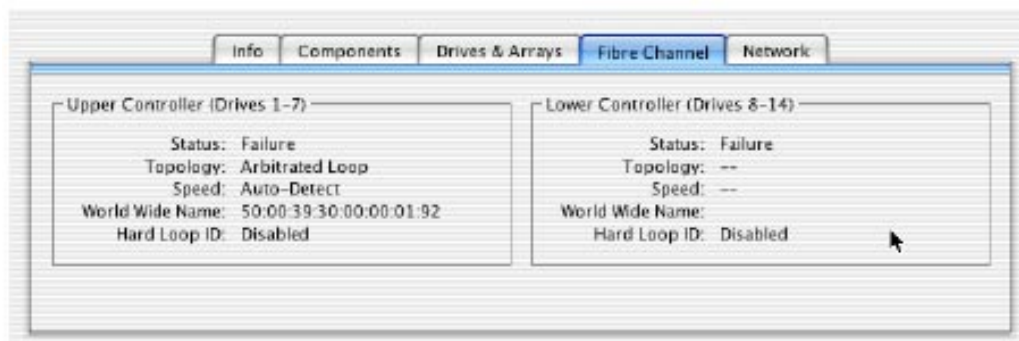 Info Components Drives & Arrays Fibre Channel Network
Upper Controller (Drives 1-7)
Status: Failure
Topology: Arbitrated Loop
Speed: Auto-Detect
World Wide Name: 50:00:39:30:00:00:01:92
Hard Loop ID: Disabled
Lower Controller (Drives 8-14)
Status: Failure
Topology: --
Speed: --
World Wide Name:
Hard Loop ID: Disabled